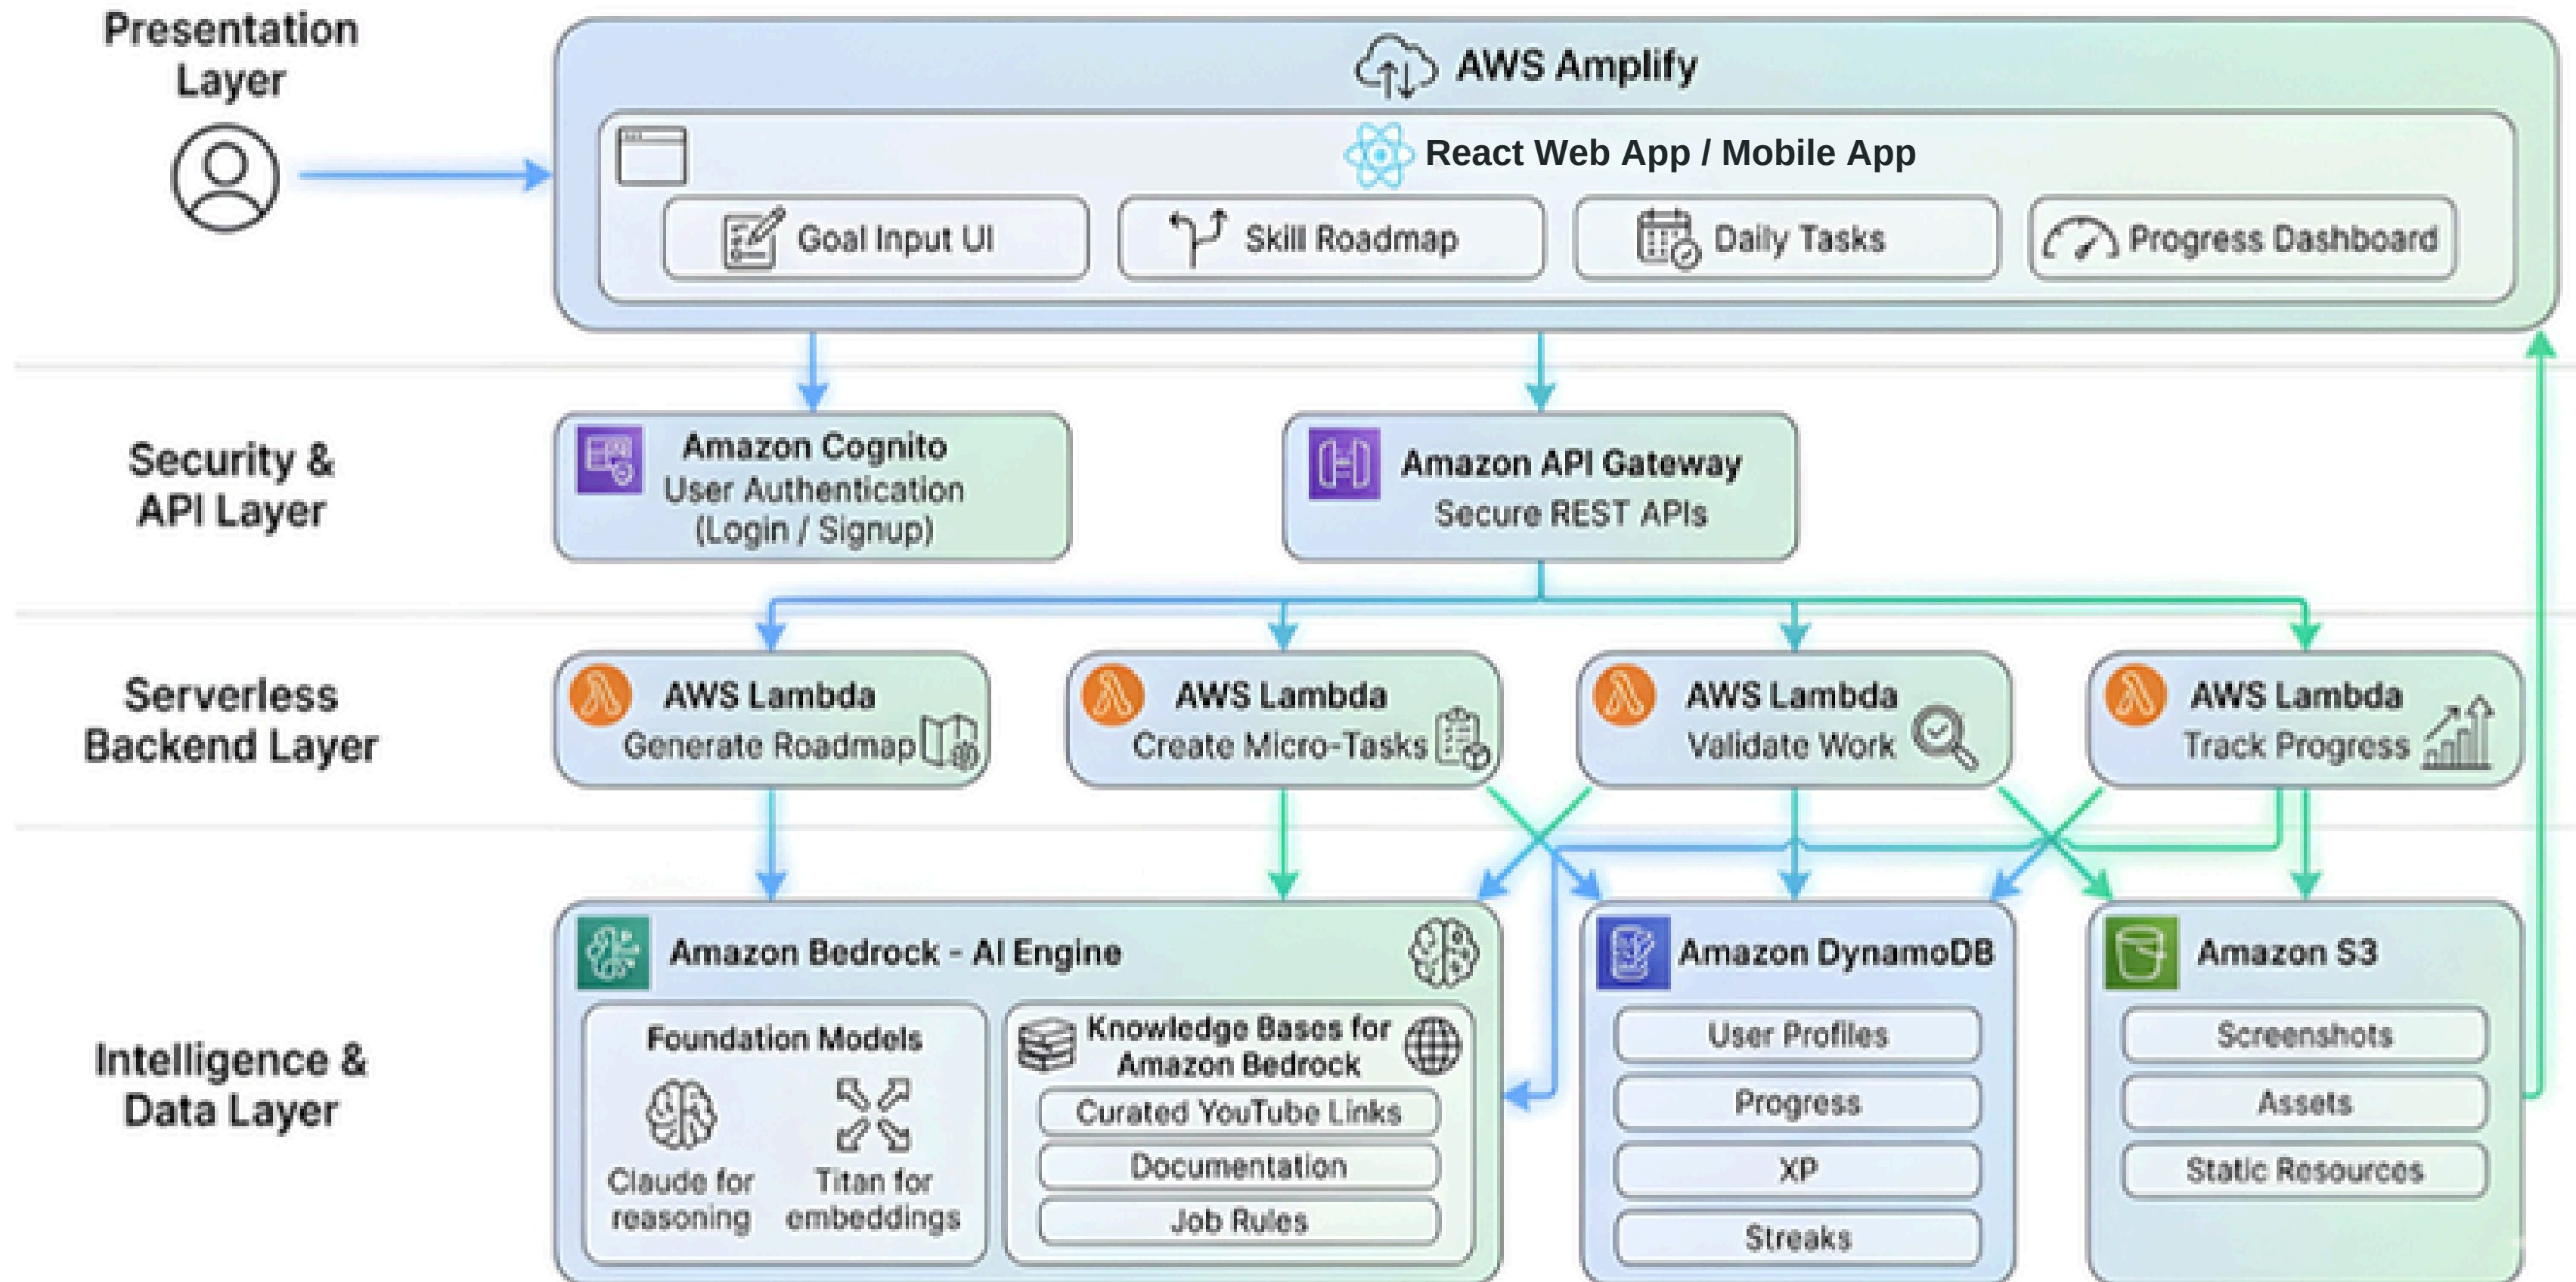 Presentation
Layer
AWS Amplify
React Web App / Mobile App
Goal Input UI
Skill Roadmap
Daily Tasks
Progress Dashboard
Security &
API Layer
Amazon Cognito
User Authentication
(Login / Signup)
Amazon API Gateway
Secure REST APIs
Serverless
Backend Layer
AWS Lambda
Generate Roadmap
AWS Lambda
Create Micro-Tasks
AWS Lambda
Validate Work
AWS Lambda
Track Progress
Intelligence &
Data Layer
Amazon Bedrock - AI Engine
Foundation Models
Claude for
reasoning
Titan for
embeddings
Knowledge Bases for
Amazon Bedrock
Curated YouTube Links
Documentation
Job Rules
Amazon DynamoDB
User Profiles
Progress
XP
Streaks
Amazon S3
Screenshots
Assets
Static Resources